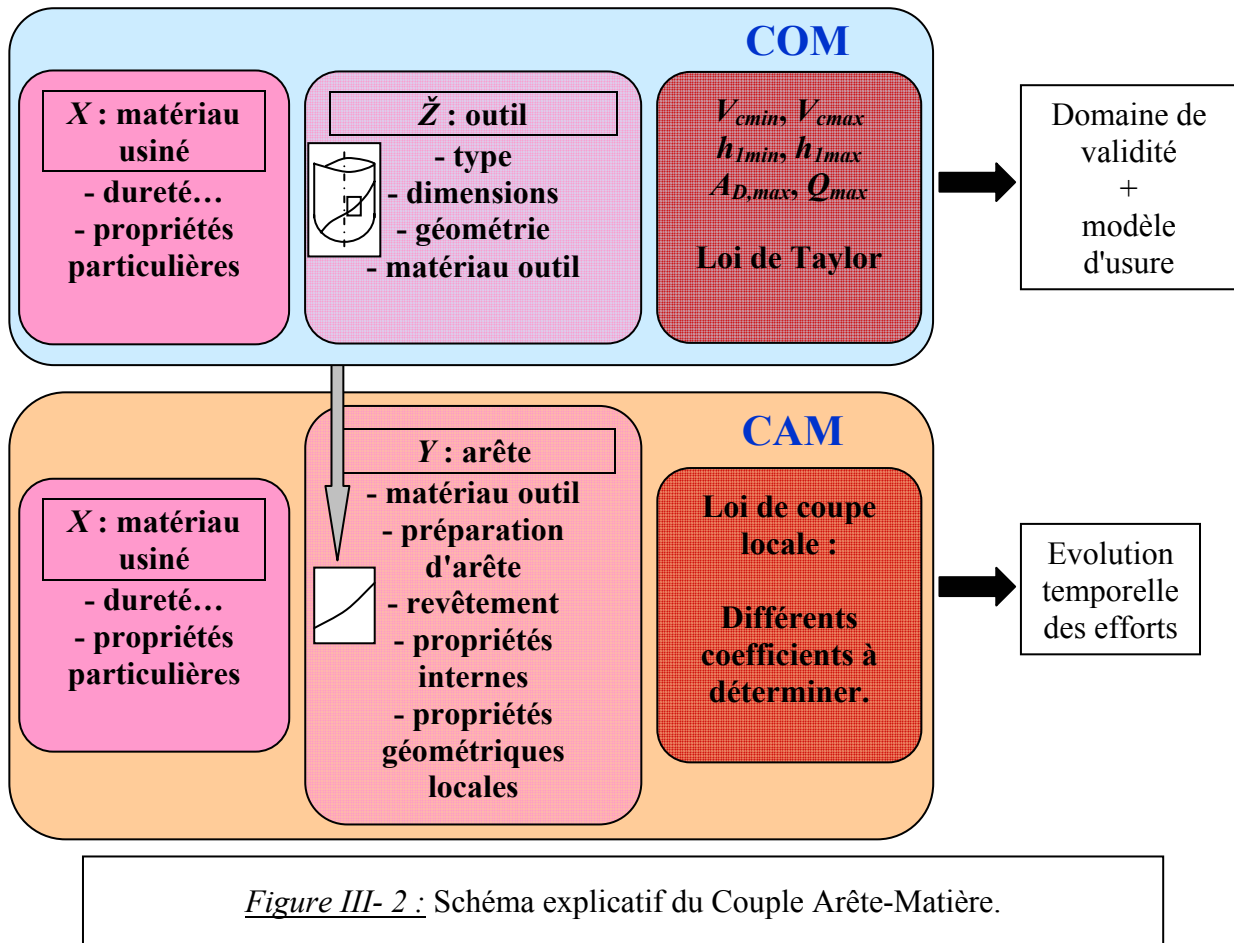 COM
X : matériau
usiné
- dureté…
- propriétés
particulières
Ž : outil
- type
- dimensions
- géométrie
- matériau outil
Vcmin, Vcmax
h1min, h1max
AD,max, Qmax
Loi de Taylor
Domaine de
validité
+
modèle
d'usure
CAM
X : matériau
usiné
- dureté…
- propriétés
particulières
Y : arête
- matériau outil
- préparation
d'arête
- revêtement
- propriétés
internes
- propriétés
géométriques
locales
Loi de coupe
locale :
Différents
coefficients à
déterminer.
Evolution
temporelle
des efforts
Figure III- 2 : Schéma explicatif du Couple Arête-Matière.